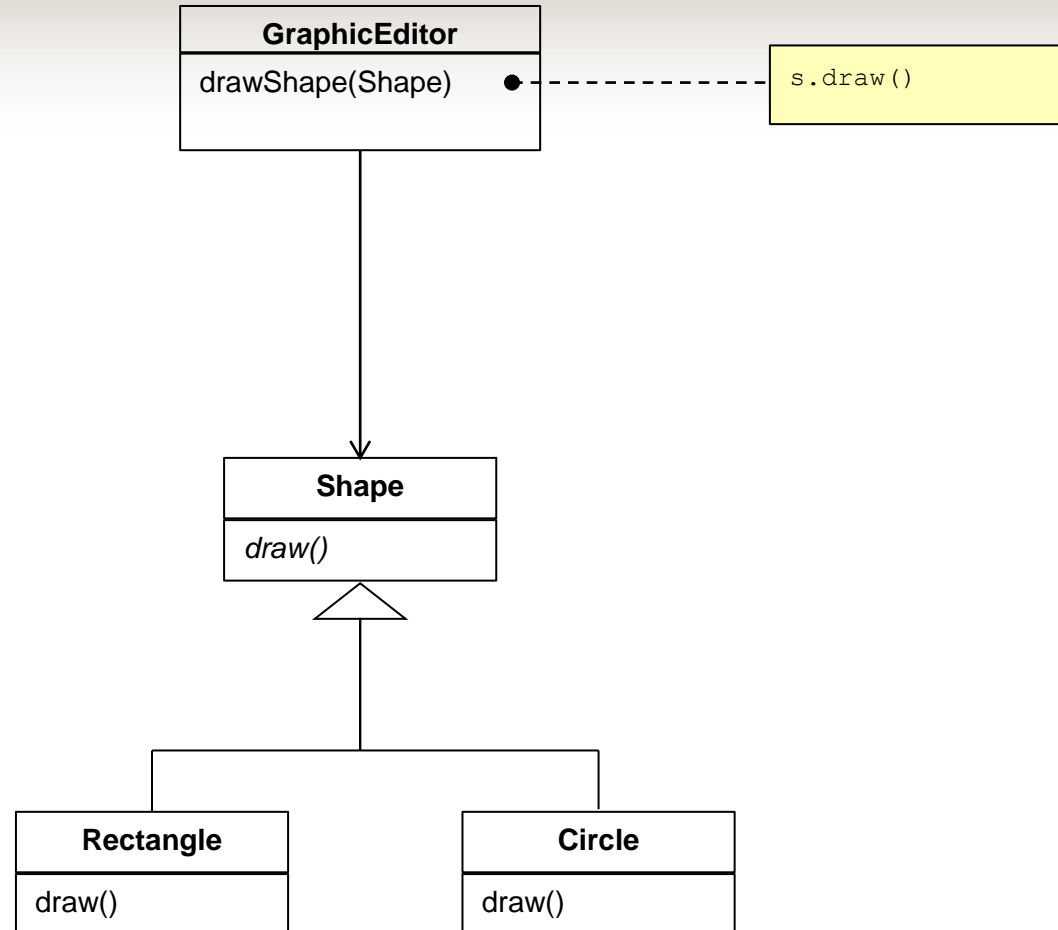 GraphicEditor
drawShape(Shape)
s.draw()
Shape
draw()
Rectangle
draw()
Circle
draw()